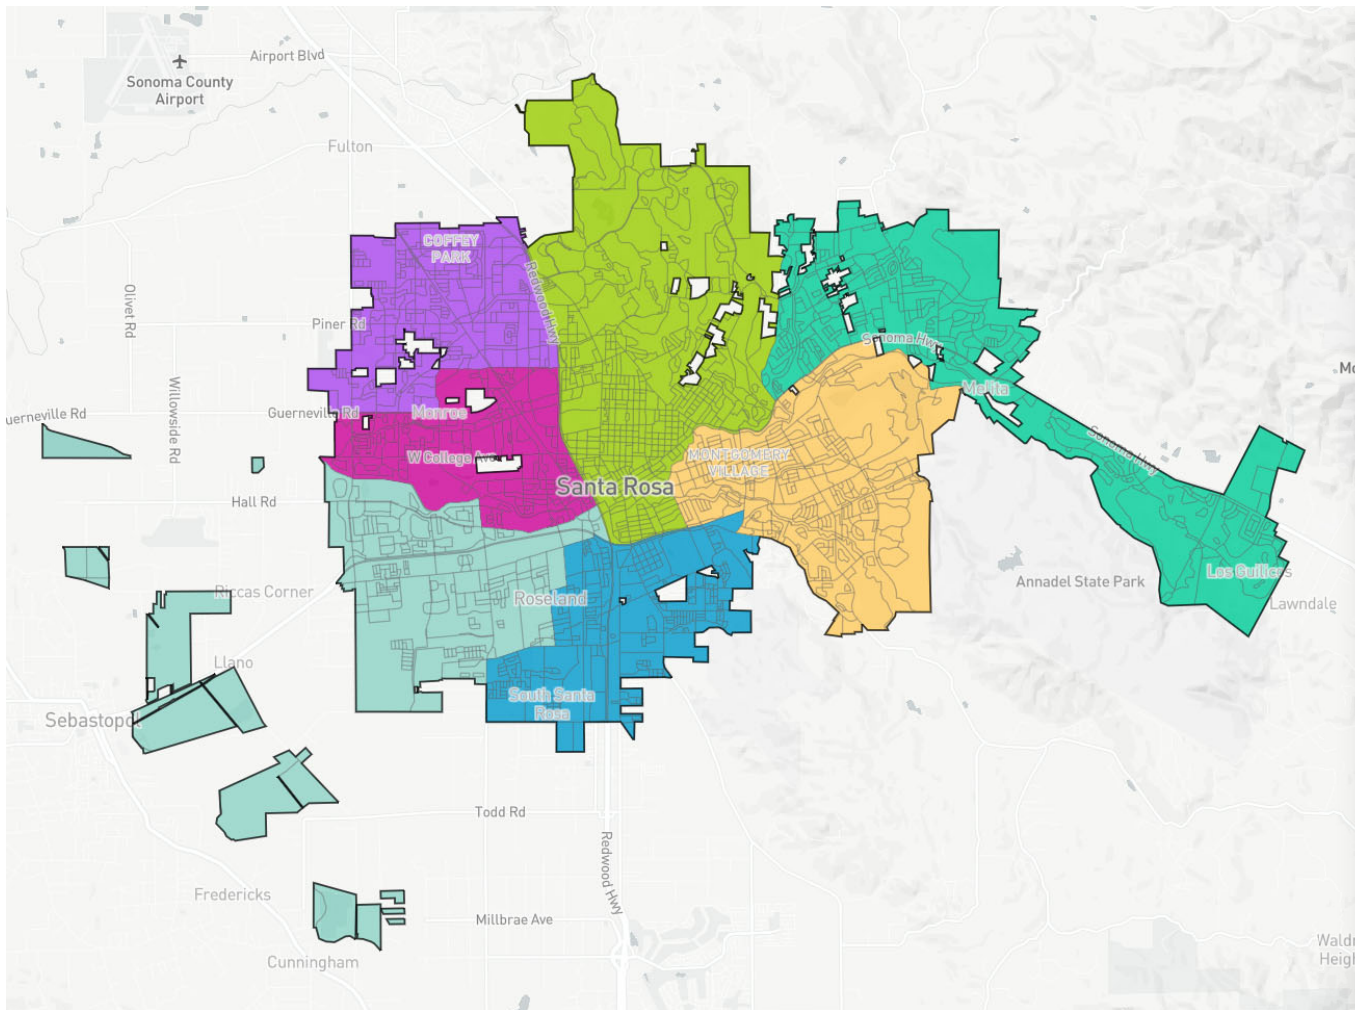 Airport Blvd
Sonoma County
Airport
Fulton
COFFEY
PARK
Redwood Hwy
Olivet Rd
Piner Rd
Sonoma Hwy
Melita
Willowside Rd
Guerneville Rd
Guerneville Rd
Monroe
W College Ave
MONTGOMERY
VILLAGE
Sonoma Hwy
Santa Rosa
Hall Rd
Riccas Corner
Roseland
Annadel State Park
Los Guilicos
Lawndale
Llano
South Santa
Rosa
Sebastopol
Todd Rd
Redwood Hwy
Fredericks
Millbrae Ave
Cunningham